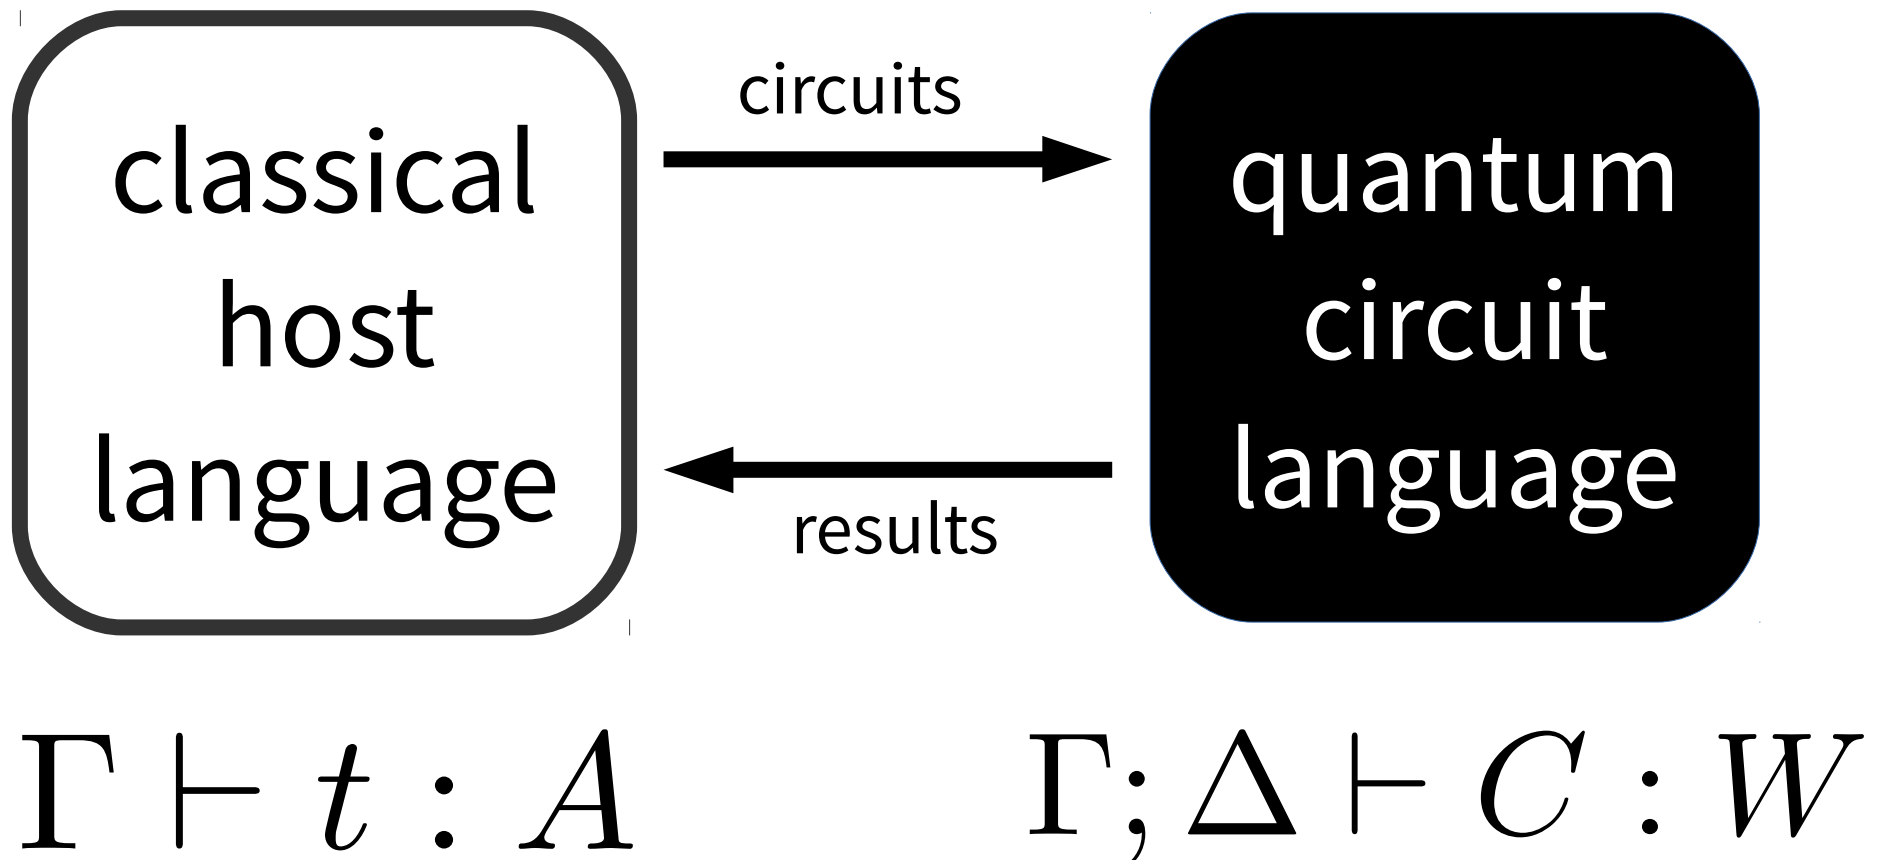 classical
host
language
circuits
results
quantum
circuit
language
Γ ⊢ t : A
Γ; Δ ⊢ C : W